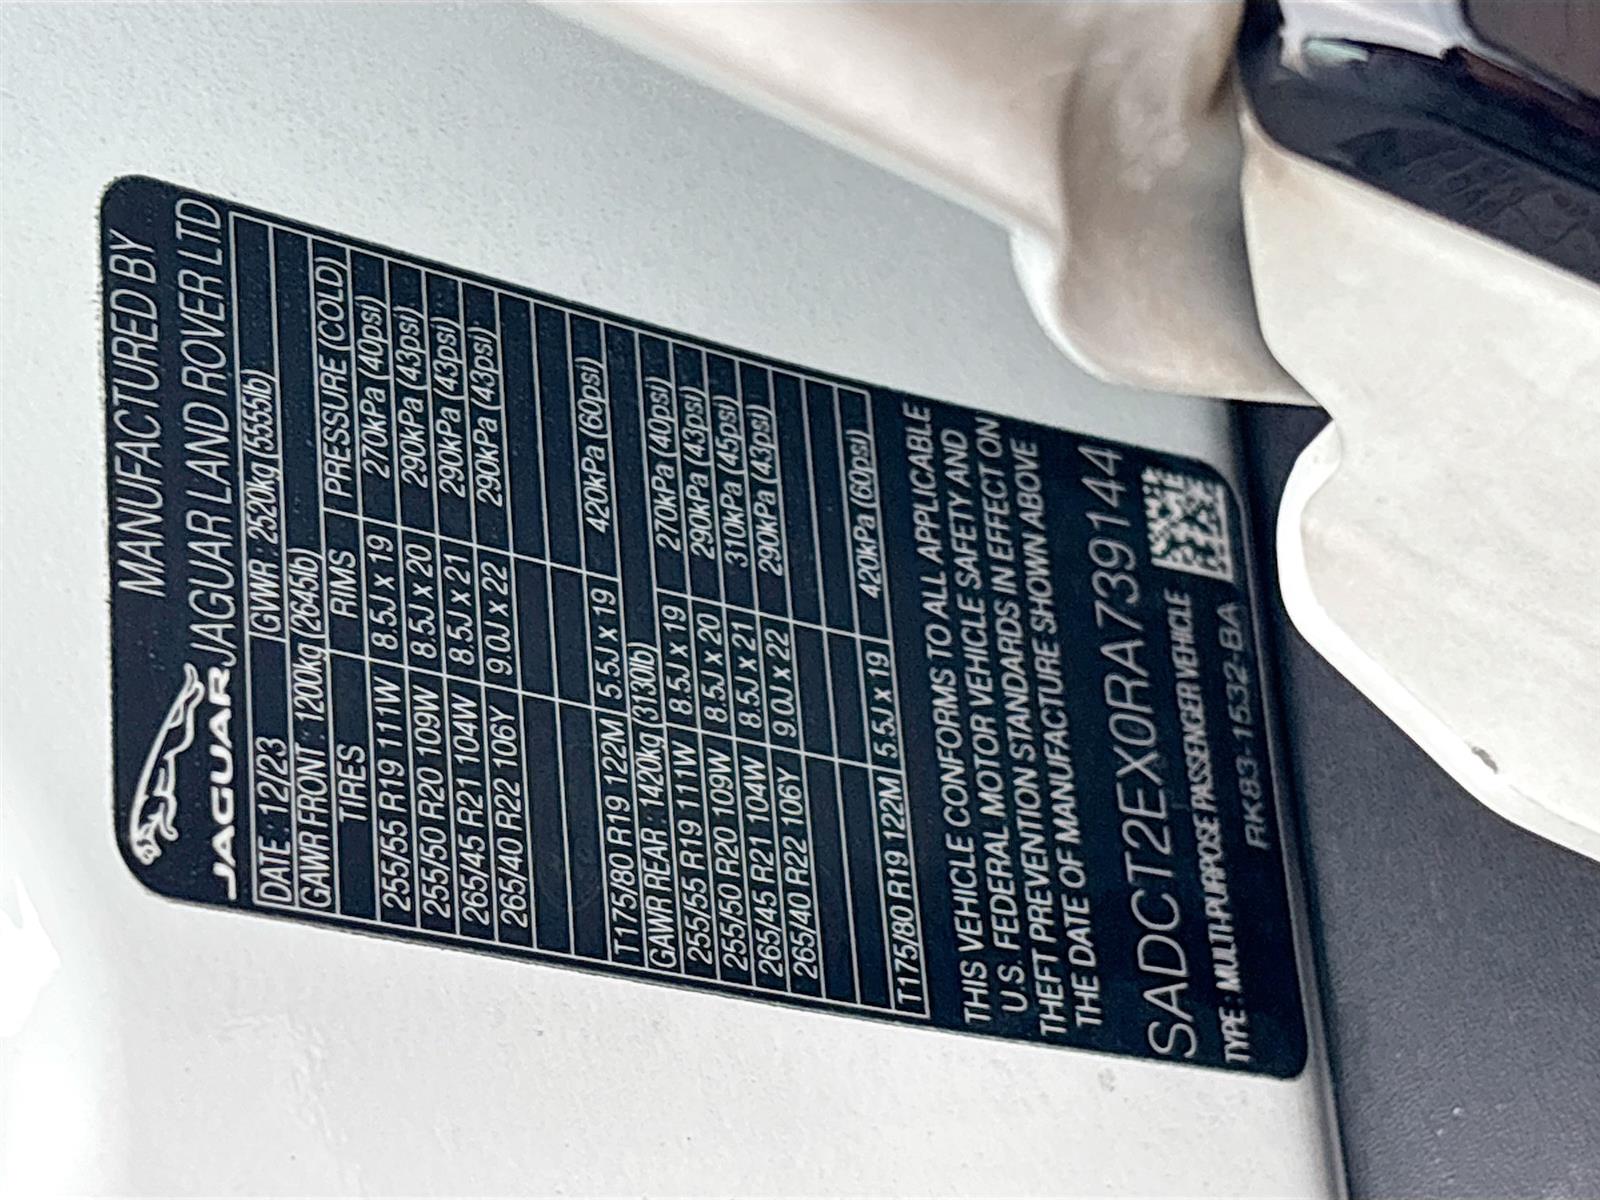 MANUFACTURED BY
JAGUAR LAND ROVER LTD
JAGUAR
DATE : 12/23 GVWR : 2520kg (5555lb)
GAWR FRONT : 1200kg (2645lb)
TIRES RIMS PRESSURE (COLD)
255/55 R19 111W 8.5J x 19 270kPa (40psi)
255/50 R20 109W 8.5J x 20 290kPa (43psi)
265/45 R21 104W 8.5J x 21 290kPa (43psi)
265/40 R22 106Y 9.0J x 22 290kPa (43psi)
T175/80 R19 122M 5.5J x 19 420kPa (60psi)
GAWR REAR : 1420kg (3130lb)
255/55 R19 111W 8.5J x 19 270kPa (40psi)
255/50 R20 109W 8.5J x 20 290kPa (43psi)
265/45 R21 104W 8.5J x 21 310kPa (45psi)
265/40 R22 106Y 9.0J x 22 290kPa (43psi)
T175/80 R19 122M 5.5J x 19 420kPa (60psi)
THIS VEHICLE CONFORMS TO ALL APPLICABLE
U.S. FEDERAL MOTOR VEHICLE SAFETY AND
THEFT PREVENTION STANDARDS IN EFFECT ON
THE DATE OF MANUFACTURE SHOWN ABOVE
SADCT2EX0RA739144
TYPE : MULTI-PURPOSE PASSENGER VEHICLE
RK83-1532-BA